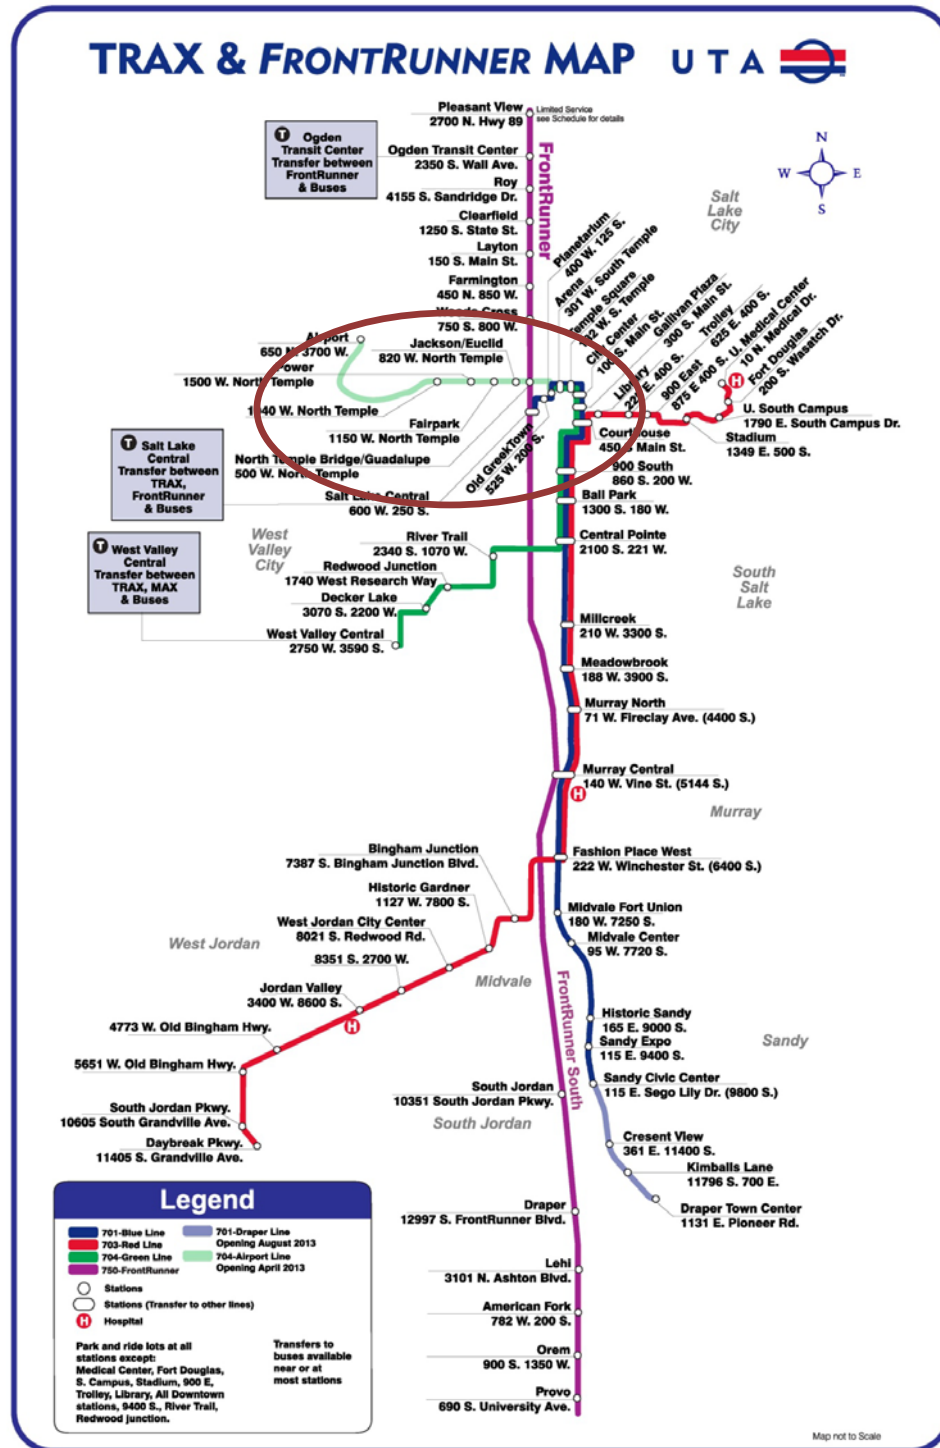 TRAX & FRONTRUNNER MAP UTA
Pleasant View
2700 N. Hwy 89
Limited Service
see Schedule for details
T Ogden
Transit Center
Transfer between
FrontRunner
& Buses
Ogden Transit Center
2350 S. Wall Ave.
Roy
4155 S. Sandridge Dr.
Clearfield
1250 S. State St.
Layton
150 S. Main St.
Farmington
450 N. 850 W.
Woods Cross
750 S. 800 W.
FrontRunner
N
W E
S
Salt
Lake
City
Planetarium
400 W. 125 S.
Arena
301 W. South Temple
Temple Square
S. Temple
City Center
100 S. Main St.
Gallivan Plaza
300 S. Main St.
Library
E. 400 S.
Trolley
625 E. 400 S.
900 East
875 E 400 S.
U. Medical Center
10 N. Medical Dr.
Fort Douglas
200 S. Wasatch Dr.
H
U. South Campus
1790 E. South Campus Dr.
Stadium
1349 E. 500 S.
Airport
650 N. 3700 W.
Jackson/Euclid
820 W. North Temple
Power
1500 W. North Temple
1940 W. North Temple
Fairpark
1150 W. North Temple
North Temple Bridge/Guadalupe
500 W. North Temple
Old GreekTown
525 W. 200 S.
Salt Lake Central
600 W. 250 S.
T Salt Lake
Central
Transfer between
TRAX,
FrontRunner
& Buses
Courthouse
450 S Main St.
900 South
860 S. 200 W.
Ball Park
1300 S. 180 W.
Central Pointe
2100 S. 221 W.
West
Valley
City
T West Valley
Central
Transfer between
TRAX, MAX
& Buses
River Trail
2340 S. 1070 W.
Redwood Junction
1740 West Research Way
Decker Lake
3070 S. 2200 W.
West Valley Central
2750 W. 3590 S.
South
Salt
Lake
Millcreek
210 W. 3300 S.
Meadowbrook
188 W. 3900 S.
Murray North
71 W. Fireclay Ave. (4400 S.)
Murray Central
140 W. Vine St. (5144 S.)
H
Murray
Fashion Place West
222 W. Winchester St. (6400 S.)
Bingham Junction
7387 S. Bingham Junction Blvd.
Historic Gardner
1127 W. 7800 S.
West Jordan City Center
8021 S. Redwood Rd.
8351 S. 2700 W.
Jordan Valley
3400 W. 8600 S.
H
4773 W. Old Bingham Hwy.
5651 W. Old Bingham Hwy.
South Jordan Pkwy.
10605 South Grandville Ave.
Daybreak Pkwy.
11405 S. Grandville Ave.
West Jordan
Midvale
Midvale Fort Union
180 W. 7250 S.
Midvale Center
95 W. 7720 S.
Historic Sandy
165 E. 9000 S.
Sandy Expo
115 E. 9400 S.
Sandy
Sandy Civic Center
115 E. Sego Lily Dr. (9800 S.)
FrontRunner South
South Jordan
10351 South Jordan Pkwy.
South Jordan
Cresent View
361 E. 11400 S.
Kimballs Lane
11796 S. 700 E.
Draper Town Center
1131 E. Pioneer Rd.
Draper
12997 S. FrontRunner Blvd.
Lehi
3101 N. Ashton Blvd.
American Fork
782 W. 200 S.
Orem
900 S. 1350 W.
Provo
690 S. University Ave.
Legend
701-Blue Line
703-Red Line
704-Green Line
750-FrontRunner
701-Draper Line
Opening August 2013
704-Airport Line
Opening April 2013
Stations
Stations (Transfer to other lines)
H Hospital
Park and ride lots at all
stations except:
Medical Center, Fort Douglas,
S. Campus, Stadium, 900 E,
Trolley, Library, All Downtown
stations, 9400 S., River Trail,
Redwood Junction.
Transfers to
buses available
near or at
most stations
Map not to Scale